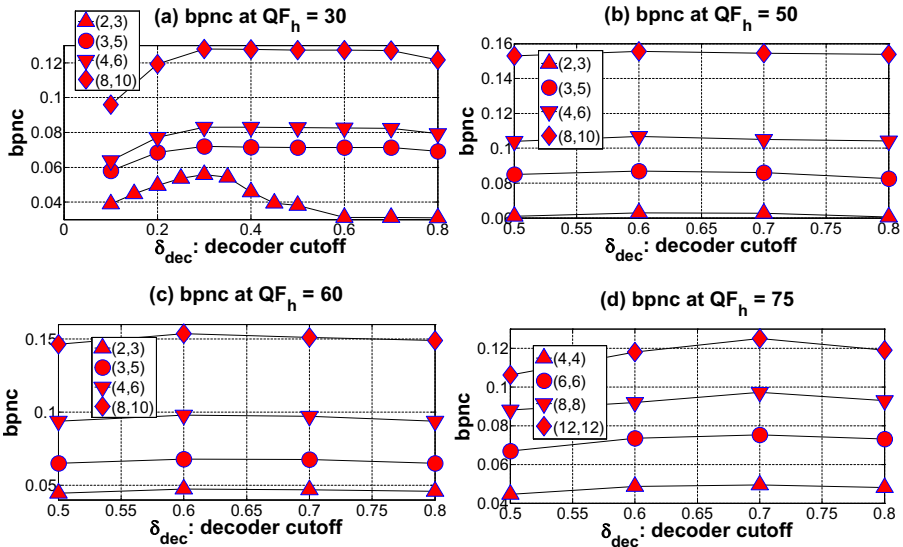 (a) bpnc at QFh = 30
(2,3)
(3,5)
(4,6)
(8,10)
0.12
0.1
0.08
0.06
0.04
bpnc
0 0.1 0.2 0.3 0.4 0.5 0.6 0.7 0.8
δdec: decoder cutoff
(b) bpnc at QFh = 50
(2,3)
(3,5)
(4,6)
(8,10)
0.16
0.14
0.12
0.1
0.08
0.06
bpnc
0.5 0.55 0.6 0.65 0.7 0.75 0.8
δdec: decoder cutoff
(c) bpnc at QFh = 60
(2,3)
(3,5)
(4,6)
(8,10)
0.15
0.1
0.05
bpnc
0.5 0.55 0.6 0.65 0.7 0.75 0.8
δdec: decoder cutoff
(d) bpnc at QFh = 75
(4,4)
(6,6)
(8,8)
(12,12)
0.12
0.1
0.08
0.06
0.04
bpnc
0.5 0.55 0.6 0.65 0.7 0.75 0.8
δdec: decoder cutoff